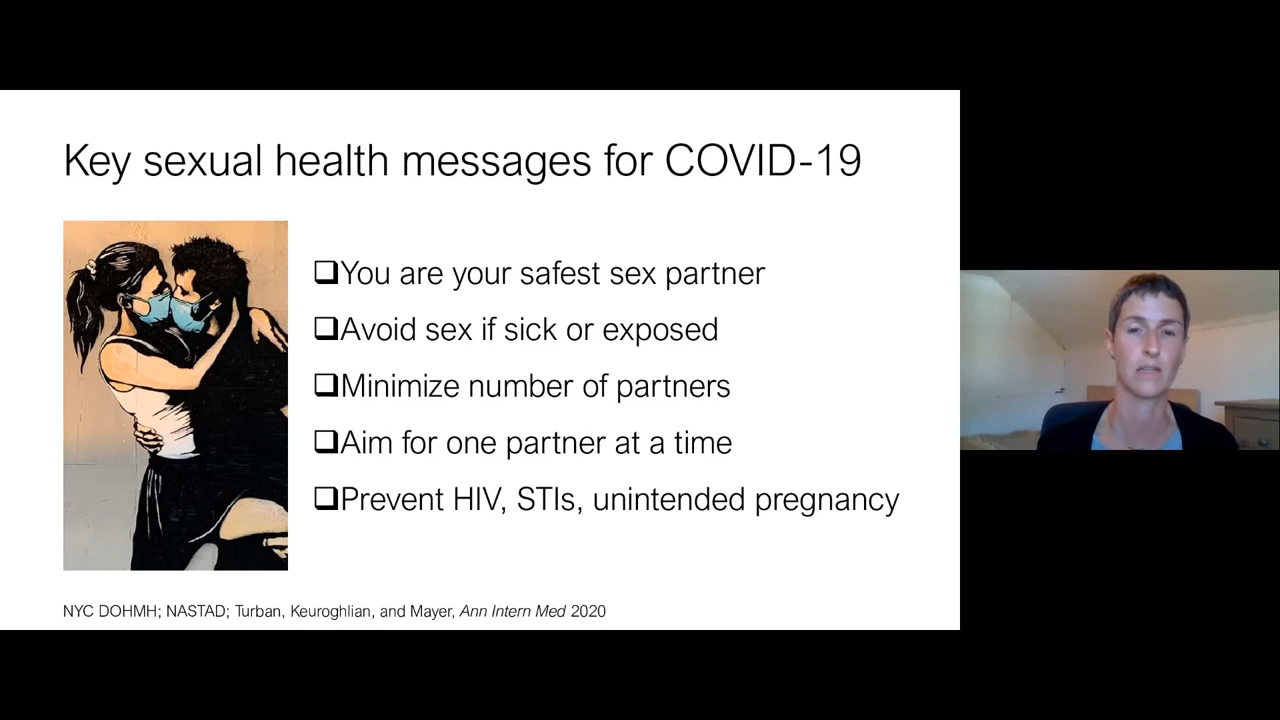 Key sexual health messages for COVID-19
❑You are your safest sex partner
❑Avoid sex if sick or exposed
❑Minimize number of partners
❑Aim for one partner at a time
❑Prevent HIV, STIs, unintended pregnancy
NYC DOHMH; NASTAD; Turban, Keuroghlian, and Mayer, Ann Intern Med 2020